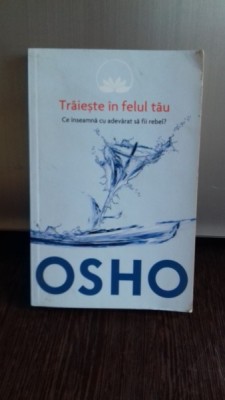 Trăiește în felul tău
Ce înseamnă cu adevărat să fii rebel?
OSHO